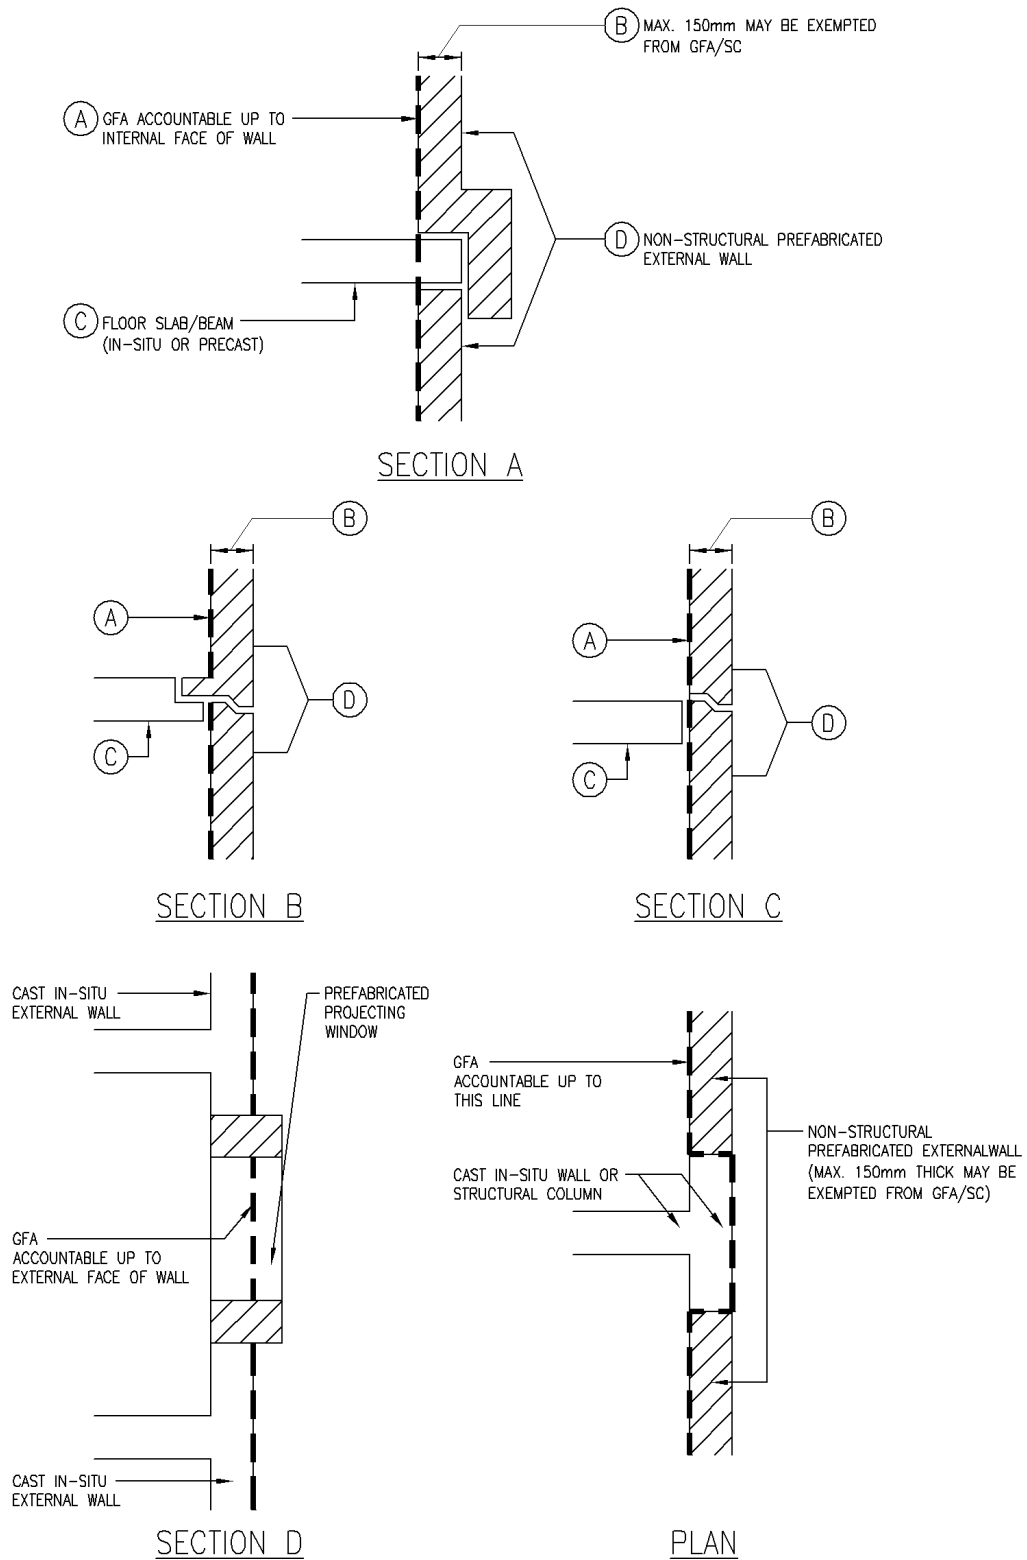 B MAX. 150mm MAY BE EXEMPTED
FROM GFA/SC
A GFA ACCOUNTABLE UP TO
INTERNAL FACE OF WALL
D NON-STRUCTURAL PREFABRICATED
EXTERNAL WALL
C FLOOR SLAB/BEAM
(IN-SITU OR PRECAST)
SECTION A
B
A
D
C
SECTION B
B
A
D
C
SECTION C
CAST IN-SITU
EXTERNAL WALL
PREFABRICATED
PROJECTING
WINDOW
GFA
ACCOUNTABLE UP TO
EXTERNAL FACE OF WALL
CAST IN-SITU
EXTERNAL WALL
SECTION D
GFA
ACCOUNTABLE UP TO
THIS LINE
NON-STRUCTURAL
PREFABRICATED EXTERNALWALL
(MAX. 150mm THICK MAY BE
EXEMPTED FROM GFA/SC)
CAST IN-SITU WALL OR
STRUCTURAL COLUMN
PLAN